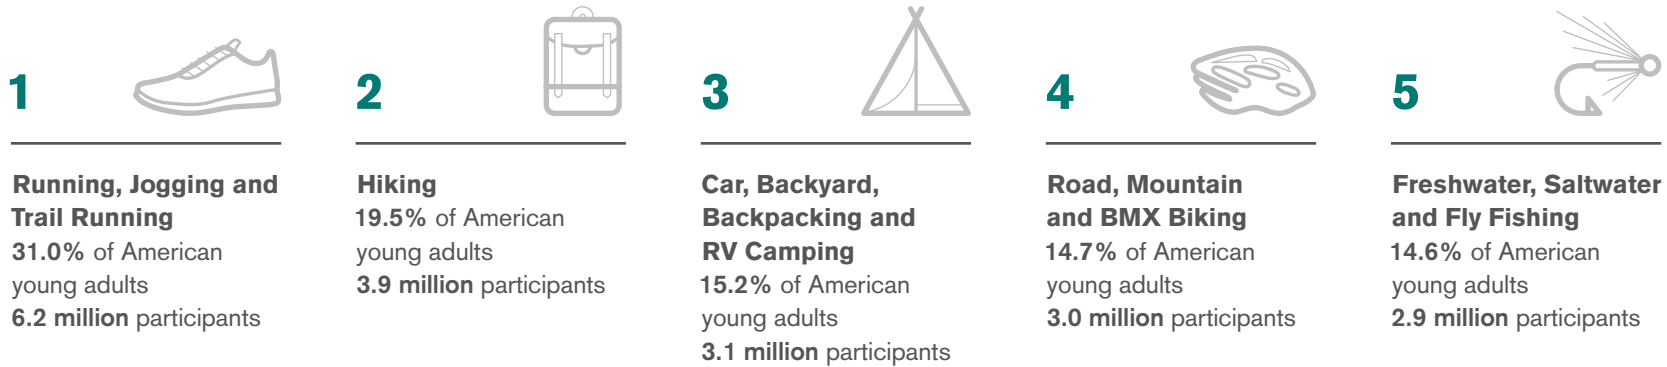 1
Running, Jogging and
Trail Running
31.0% of American
young adults
6.2 million participants
2
Hiking
19.5% of American
young adults
3.9 million participants
3
Car, Backyard,
Backpacking and
RV Camping
15.2% of American
young adults
3.1 million participants
4
Road, Mountain
and BMX Biking
14.7% of American
young adults
3.0 million participants
5
Freshwater, Saltwater
and Fly Fishing
14.6% of American
young adults
2.9 million participants